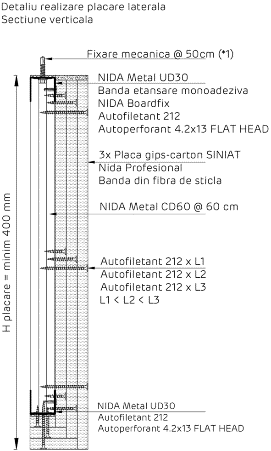 Detaliu realizare placare laterala
Sectiune verticala
Fixare mecanica @ 50cm (*1)
NIDA Metal UD30
Banda etansare monoadeziva
NIDA Boardfix
Autofiletant 212
Autoperforant 4.2x13 FLAT HEAD
3x Placa gips-carton SINIAT
Nida Profesional
Banda din fibra de sticla
NIDA Metal CD60 @ 60 cm
H placare = minim 400 mm
Autofiletant 212 x L1
Autofiletant 212 x L2
Autofiletant 212 x L3
L1 < L2 < L3
NIDA Metal UD30
Autofiletant 212
Autoperforant 4.2x13 FLAT HEAD